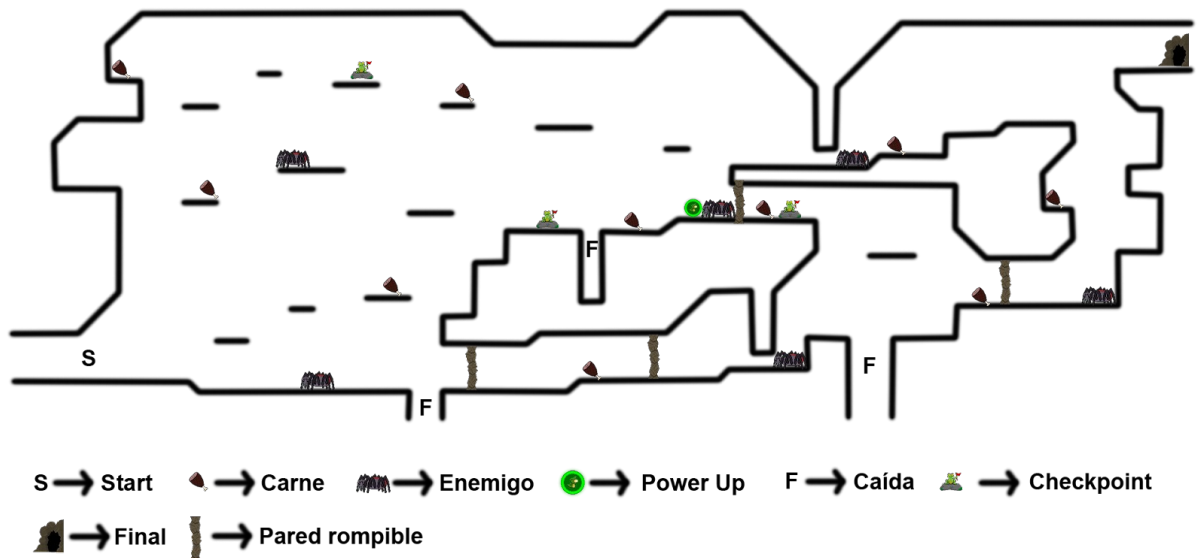 F
F
S
F
S Start Carne Enemigo Power Up F Caída Checkpoint
Final Pared rompible